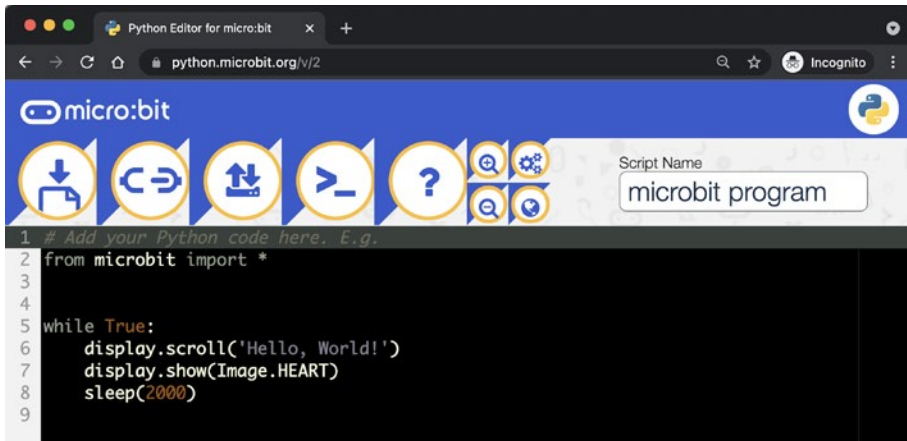 Python Editor for micro:bit
python.microbit.org/v/2
Incognito
micro:bit
>_
?
Script Name
microbit program
1 # Add your Python code here. E.g.
2 from microbit import *
3
4
5 while True:
6     display.scroll('Hello, World!')
7     display.show(Image.HEART)
8     sleep(2000)
9